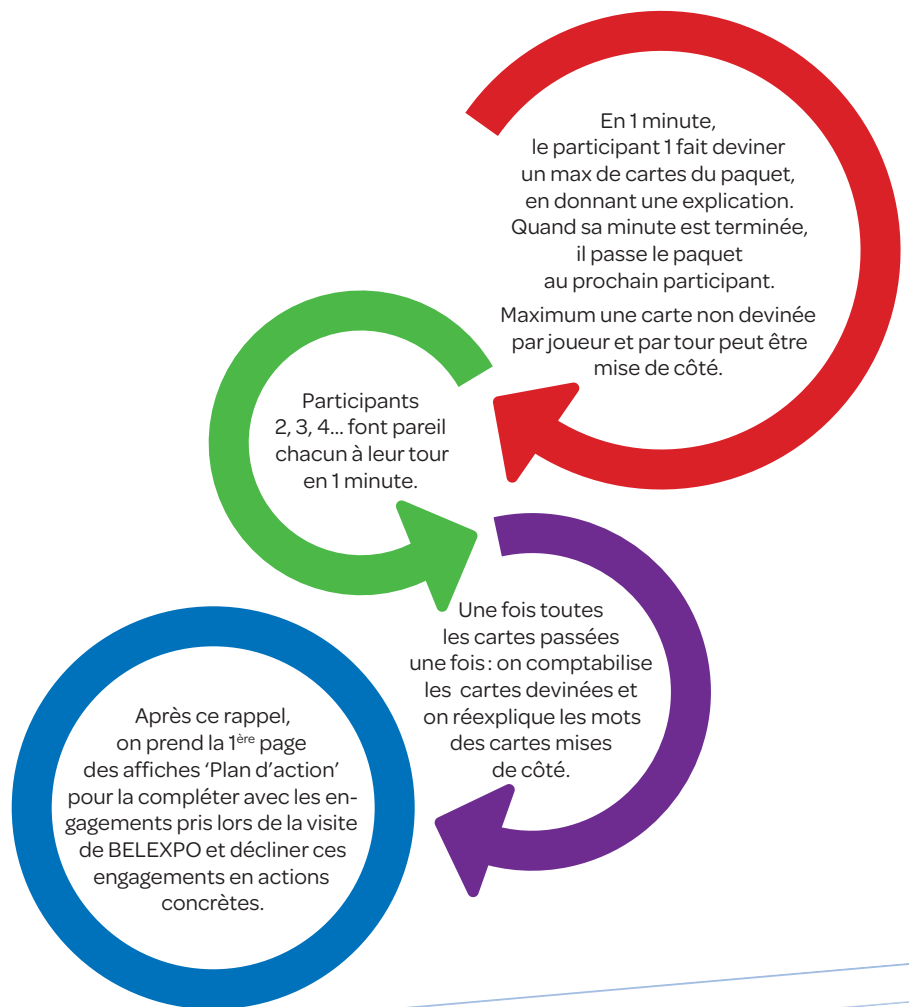 En 1 minute,
le participant 1 fait deviner
un max de cartes du paquet,
en donnant une explication.
Quand sa minute est terminée,
il passe le paquet
au prochain participant.
Maximum une carte non devinée
par joueur et par tour peut être
mise de côté.
Participants
2, 3, 4... font pareil
chacun à leur tour
en 1 minute.
Une fois toutes
les cartes passées
une fois : on comptabilise
les cartes devinées et
on réexplique les mots
des cartes mises
de côté.
Après ce rappel,
on prend la 1ère page
des affiches ‘Plan d’action’
pour la compléter avec les en-
gagements pris lors de la visite
de BELEXPO et décliner ces
engagements en actions
concrètes.